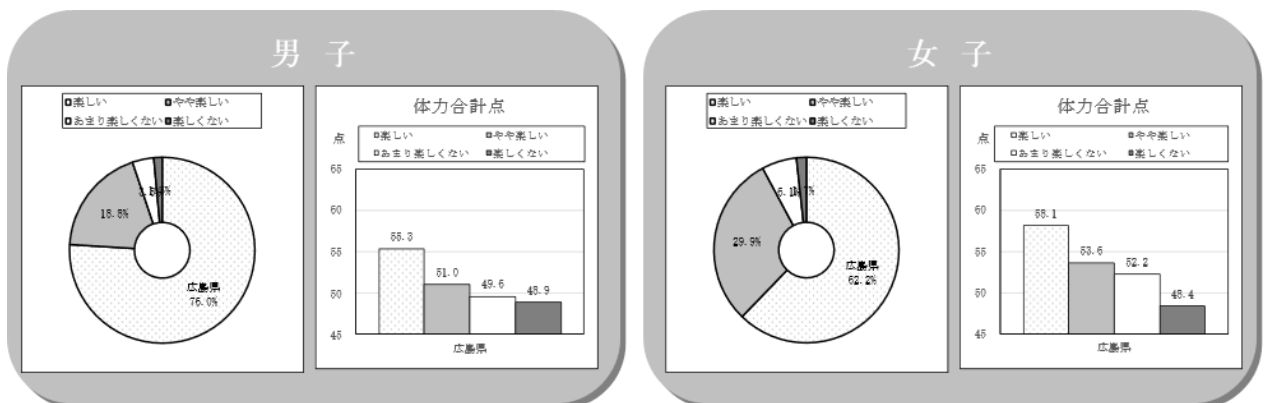 男 子
楽しい やや楽しい
あまり楽しくない 楽しくない
18.8%
広島県
76.0%
体力合計点
点
楽しい やや楽しい
あまり楽しくない 楽しくない
65
60
55
50
45
55.3
51.0
49.6
48.9
広島県
女 子
楽しい やや楽しい
あまり楽しくない 楽しくない
29.9%
広島県
62.2%
体力合計点
点
楽しい やや楽しい
あまり楽しくない 楽しくない
65
60
55
50
45
58.1
53.6
52.2
48.4
広島県